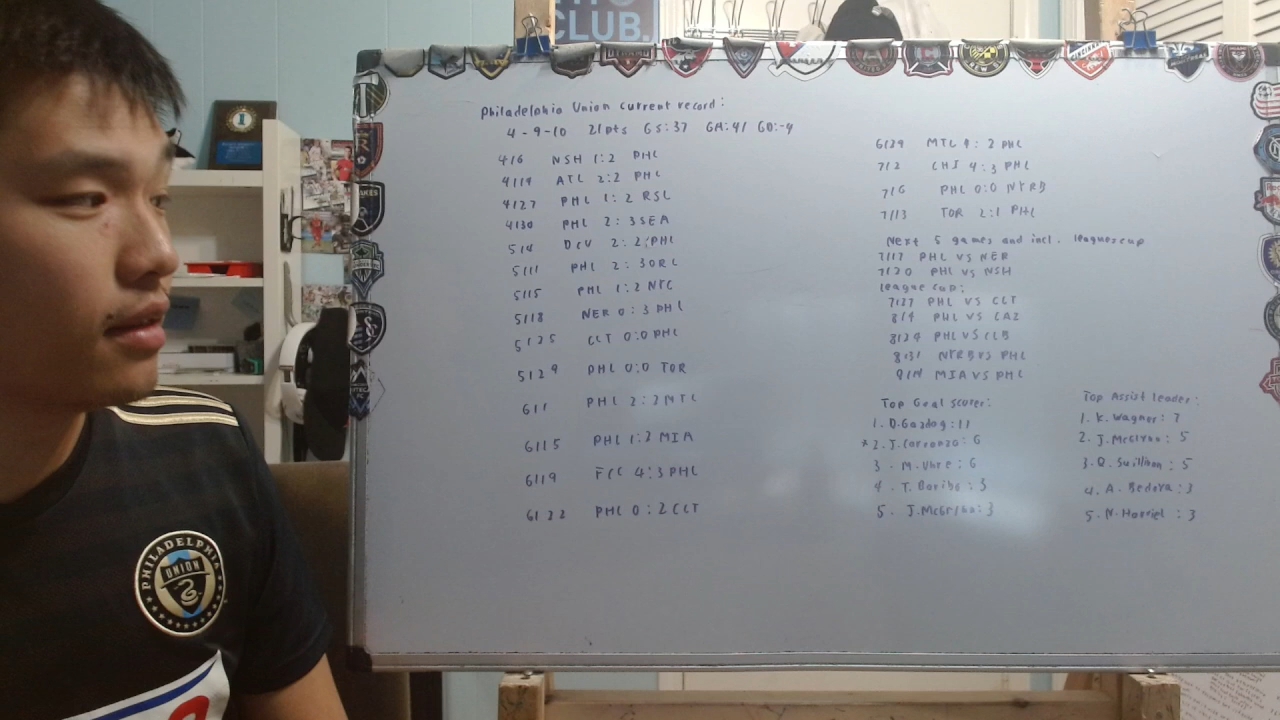 CLUB.
Philadelphia Union current record:
4-9-10 21pts GS:37 GA:41 GD:-4
4/6 NSH 1:2 PHL
4/14 ATL 2:2 PHL
4/27 PHL 1:2 RSL
4/30 PHL 2:3 SEA
5/4 DCU 2:2 PHL
5/11 PHL 2:3 ORL
5/15 PHL 1:2 NYC
5/18 NER 0:3 PHL
5/25 CLT 0:0 PHL
5/29 PHL 0:0 TOR
6/1 PHL 2:2 MTL
6/15 PHL 1:2 MIA
6/19 FCC 4:3 PHL
6/22 PHL 0:2 CLT
6/29 MTL : 2 PHL
7/2 CHI 4:3 PHL
7/6 PHL 0:0 NYRB
7/13 TOR 2:1 PHL
Next 5 games and incl. leagues cup
7/17 PHL VS NER
7/20 PHL VS NSH
league cup:
7/27 PHL VS CLT
8/4 PHL VS CAZ
8/24 PHL VS CLB
8/31 NYRB VS PHL
9/14 MIA VS PHL
Top Goal scorer:
1. D. Gazdag: 11
*2. J. Carranza: 6
3. M. Uhre: 6
4. T. Baribo: 3
5. J. McGlynn: 3
Top Assist leader:
1. K. Wagner: 7
2. J. McGlynn: 5
3. Q. Sullivan: 5
4. A. Bedoya: 3
5. N. Harriel: 3
PHILADELPHIA
UNION